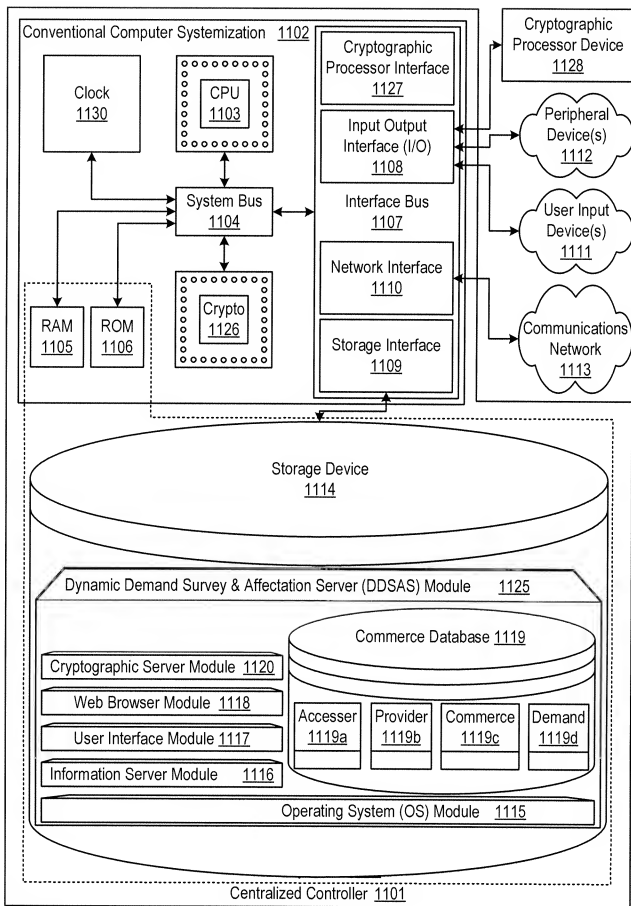 Conventional Computer Systemization 1102
Clock
1130
CPU
1103
System Bus
1104
Crypto
1126
RAM
1105
ROM
1106
Cryptographic
Processor Interface
1127
Input Output
Interface (I/O)
1108
Interface Bus
1107
Network Interface
1110
Storage Interface
1109
Cryptographic
Processor Device
1128
Peripheral
Device(s)
1112
User Input
Device(s)
1111
Communications
Network
1113
Storage Device
1114
Dynamic Demand Survey & Affectation Server (DDSAS) Module 1125
Commerce Database 1119
Accesser
1119a
Provider
1119b
Commerce
1119c
Demand
1119d
Cryptographic Server Module 1120
Web Browser Module 1118
User Interface Module 1117
Information Server Module 1116
Operating System (OS) Module 1115
Centralized Controller 1101